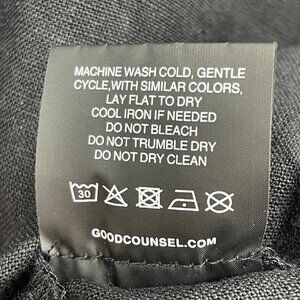 MACHINE WASH COLD, GENTLE
CYCLE,WITH SIMILAR COLORS,
LAY FLAT TO DRY
COOL IRON IF NEEDED
DO NOT BLEACH
DO NOT TRUMBLE DRY
DO NOT DRY CLEAN
30
GOODCOUNSEL.COM